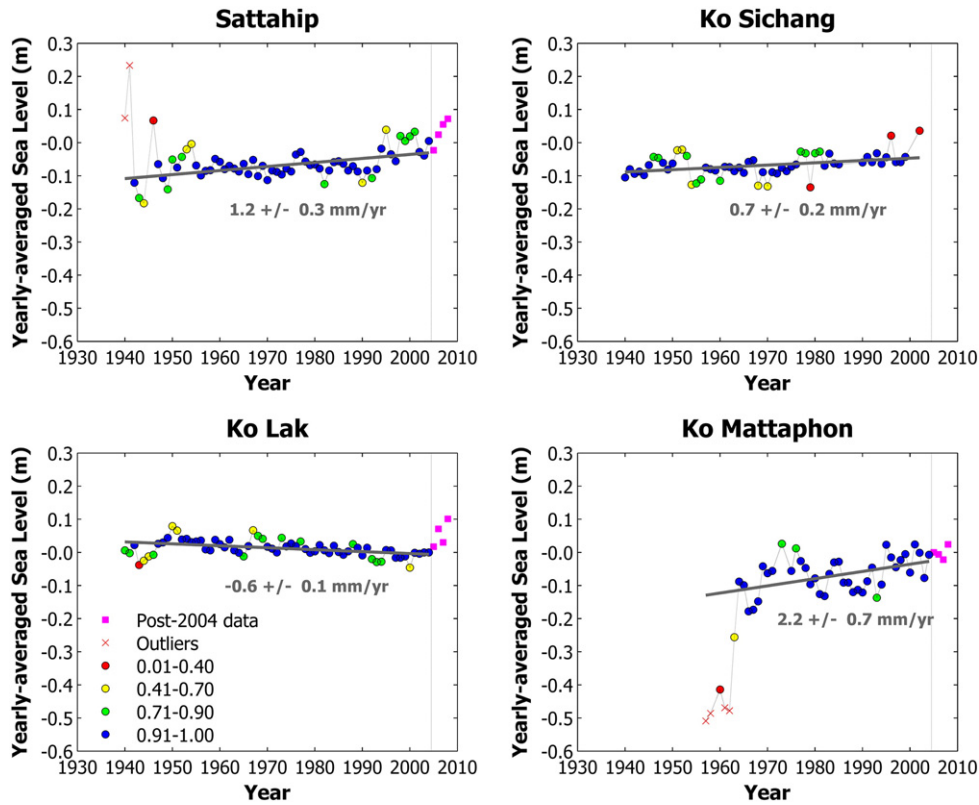 Sattahip
Yearly-averaged Sea Level (m)
0.3
0.2
0.1
-0.0
-0.1
-0.2
-0.3
-0.4
-0.5
-0.6
1.2 +/- 0.3 mm/yr
1930 1940 1950 1960 1970 1980 1990 2000 2010
Year
Ko Sichang
Yearly-averaged Sea Level (m)
0.3
0.2
0.1
-0.0
-0.1
-0.2
-0.3
-0.4
-0.5
-0.6
0.7 +/- 0.2 mm/yr
1930 1940 1950 1960 1970 1980 1990 2000 2010
Year
Ko Lak
Yearly-averaged Sea Level (m)
0.3
0.2
0.1
-0.0
-0.1
-0.2
-0.3
-0.4
-0.5
-0.6
-0.6 +/- 0.1 mm/yr
Post-2004 data
Outliers
0.01-0.40
0.41-0.70
0.71-0.90
0.91-1.00
1930 1940 1950 1960 1970 1980 1990 2000 2010
Year
Ko Mattaphon
Yearly-averaged Sea Level (m)
0.3
0.2
0.1
-0.0
-0.1
-0.2
-0.3
-0.4
-0.5
-0.6
2.2 +/- 0.7 mm/yr
1930 1940 1950 1960 1970 1980 1990 2000 2010
Year